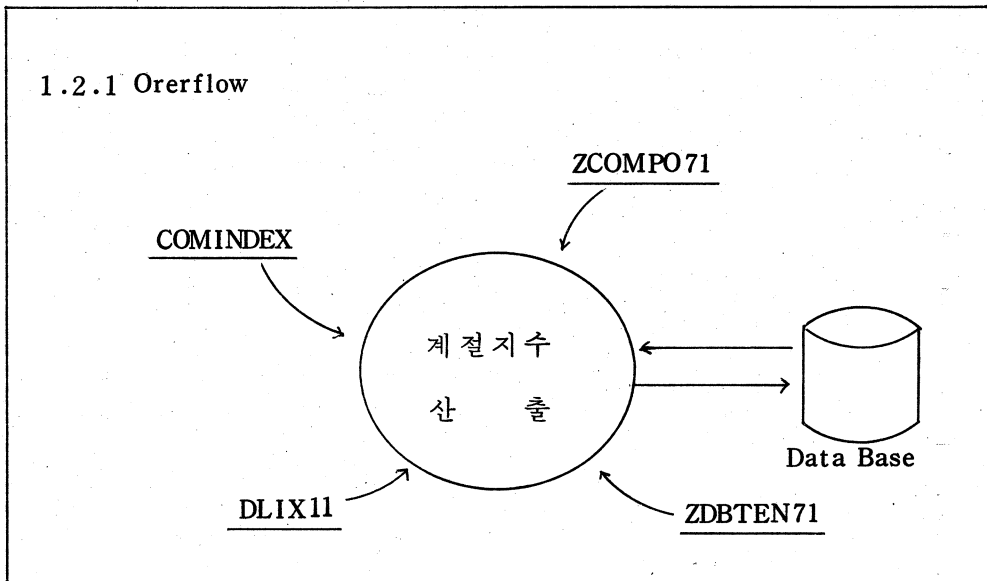 1.2.1 Orerflow
ZCOMPO71
COMINDEX
계절지수
산 출
Data Base
DLIX11
ZDBTEN71